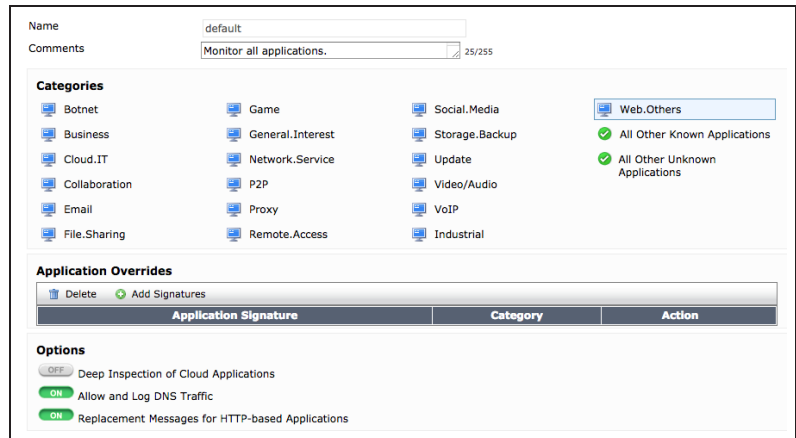 Name default
Comments Monitor all applications. 25/255
Categories
Botnet Game Social.Media Web.Others
Business General.Interest Storage.Backup All Other Known Applications
Cloud.IT Network.Service Update All Other Unknown
Applications
Collaboration P2P Video/Audio
Email Proxy VoIP
File.Sharing Remote.Access Industrial
Application Overrides
Delete Add Signatures
Application Signature Category Action
Options
OFF Deep Inspection of Cloud Applications
ON Allow and Log DNS Traffic
ON Replacement Messages for HTTP-based Applications